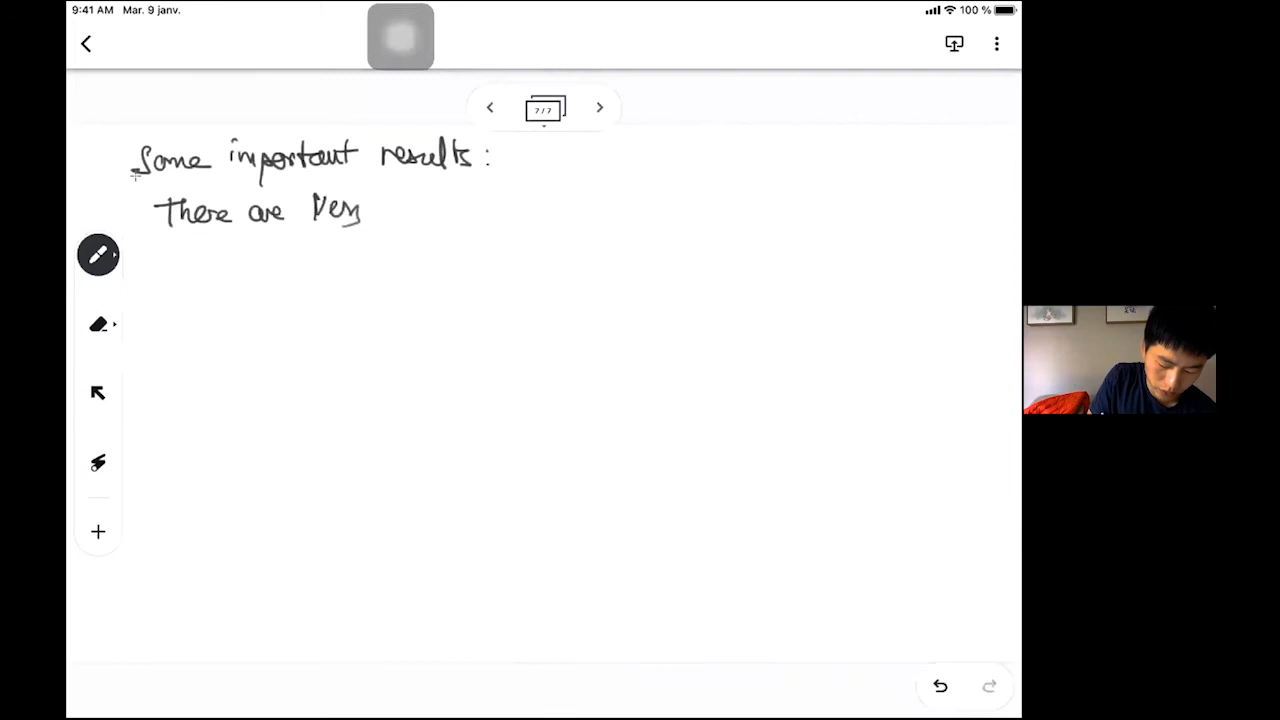 9:41 AM Mar. 9 janv.
100 %
7/7
Some important results:
There are Very